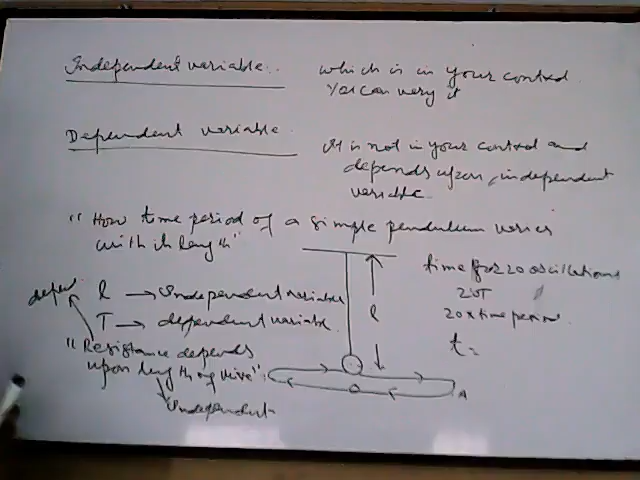 Independent variable. which is in your control
You can very it
Dependent variable. It is not in your control and
depends upon independent
variable.
"How time period of a simple pendulum varies
with its length"
time for 20 oscillations
20T
20 x time period.
t =
l → Independent variable
T → dependent variable.
l
depend
"Resistance depends
upon length of wire".
Independent
O
A